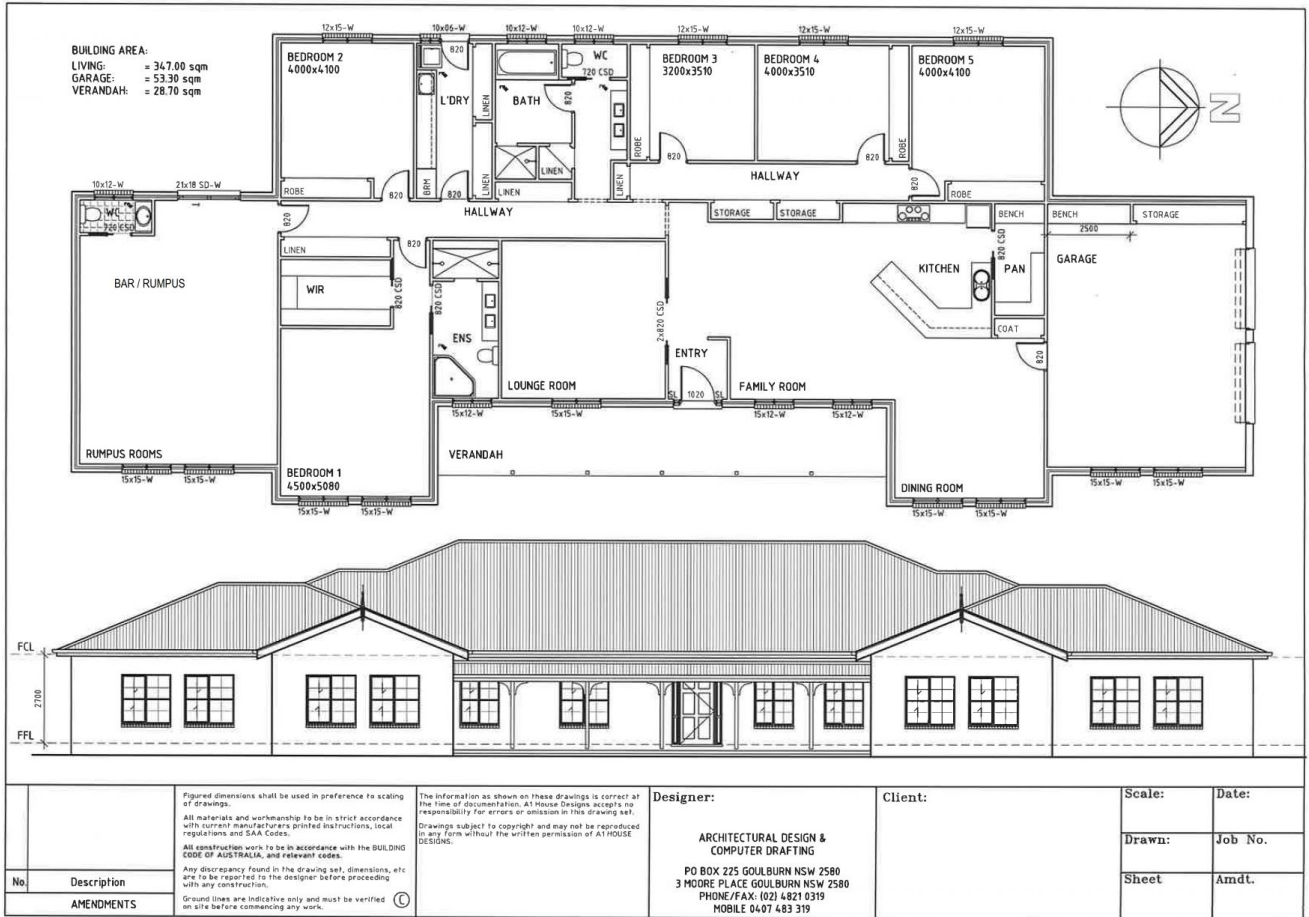 BUILDING AREA:
LIVING: = 347.00 sqm
GARAGE: = 53.30 sqm
VERANDAH: = 28.70 sqm
12x15-W
10x06-W
10x12-W
10x12-W
12x15-W
12x15-W
12x15-W
BEDROOM 2
4000x4100
820
L'DRY
LINEN
LINEN
BRM
820
BATH
WC
720 CSD
820
LINEN
LINEN
LINEN
BEDROOM 3
3200x3510
ROBE
820
BEDROOM 4
4000x3510
820
ROBE
BEDROOM 5
4000x4100
820
ROBE
N
ROBE
820
HALLWAY
HALLWAY
10x12-W
21x18 SD-W
WC
720 CSD
820
LINEN
820
BAR / RUMPUS
WIR
820 CSD
820 CSD
ENS
LOUNGE ROOM
2x820 CSD
ENTRY
SL
1020
SL
FAMILY ROOM
STORAGE
STORAGE
KITCHEN
BENCH
820 CSD
PAN
COAT
820
BENCH
STORAGE
2500
GARAGE
RUMPUS ROOMS
15x15-W
15x15-W
BEDROOM 1
4500x5080
15x15-W
15x15-W
15x12-W
15x15-W
VERANDAH
15x12-W
15x12-W
DINING ROOM
15x15-W
15x15-W
15x15-W
15x15-W
FCL
2700
FFL
No.
Description
AMENDMENTS
Figured dimensions shall be used in preference to scaling
of drawings.
All materials and workmanship to be in strict accordance
with current manufacturers printed instructions, local
regulations and SAA Codes.
All construction work to be in accordance with the BUILDING
CODE OF AUSTRALIA, and relevant codes.
Any discrepancy found in the drawing set, dimensions, etc
are to be reported to the designer before proceeding
with any construction.
Ground lines are indicative only and must be verified
on site before commencing any work.
C
The information as shown on these drawings is correct at
the time of documentation. A1 House Designs accepts no
responsibility for errors or omission in this drawing set.
Drawings subject to copyright and may not be reproduced
in any form without the written permission of A1 HOUSE
DESIGNS.
Designer:
ARCHITECTURAL DESIGN &
COMPUTER DRAFTING
PO BOX 225 GOULBURN NSW 2580
3 MOORE PLACE GOULBURN NSW 2580
PHONE/FAX: (02) 4821 0319
MOBILE 0407 483 319
Client:
Scale:
Date:
Drawn:
Job No.
Sheet
Amdt.